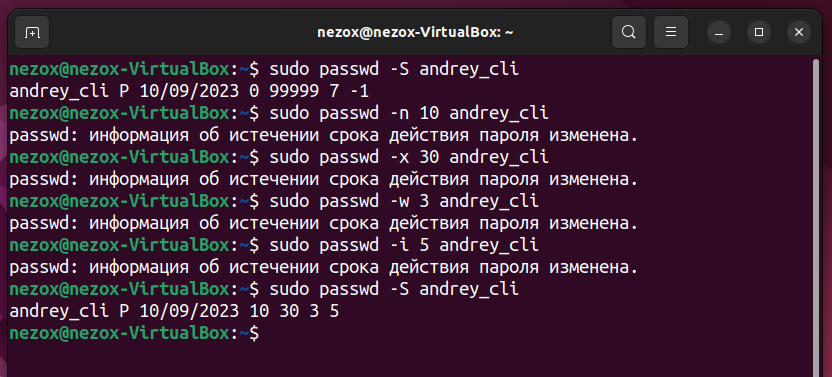 nezox@nezox-VirtualBox: ~
nezox@nezox-VirtualBox:~$ sudo passwd -S andrey_cli
andrey_cli P 10/09/2023 0 99999 7 -1
nezox@nezox-VirtualBox:~$ sudo passwd -n 10 andrey_cli
passwd: информация об истечении срока действия пароля изменена.
nezox@nezox-VirtualBox:~$ sudo passwd -x 30 andrey_cli
passwd: информация об истечении срока действия пароля изменена.
nezox@nezox-VirtualBox:~$ sudo passwd -w 3 andrey_cli
passwd: информация об истечении срока действия пароля изменена.
nezox@nezox-VirtualBox:~$ sudo passwd -i 5 andrey_cli
passwd: информация об истечении срока действия пароля изменена.
nezox@nezox-VirtualBox:~$ sudo passwd -S andrey_cli
andrey_cli P 10/09/2023 10 30 3 5
nezox@nezox-VirtualBox:~$